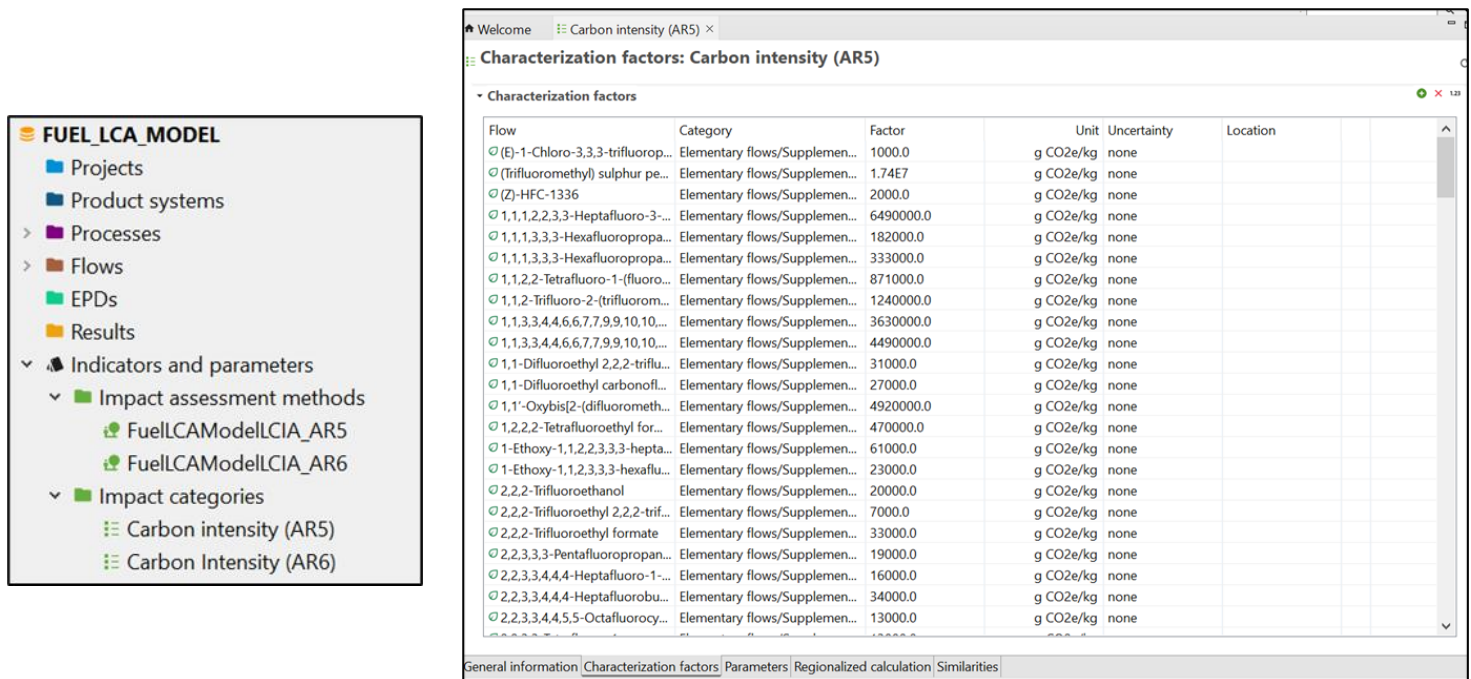 FUEL_LCA_MODEL
Projects
Product systems
Processes
Flows
EPDs
Results
Indicators and parameters
Impact assessment methods
FuelLCAModelLCIA_AR5
FuelLCAModelLCIA_AR6
Impact categories
Carbon intensity (AR5)
Carbon Intensity (AR6)
Welcome Carbon intensity (AR5) ×
Characterization factors: Carbon intensity (AR5)
Characterization factors 1.23
Flow Category Factor Unit Uncertainty Location
(E)-1-Chloro-3,3,3-trifluorop... Elementary flows/Supplemen... 1000.0 g CO2e/kg none
(Trifluoromethyl) sulphur pe... Elementary flows/Supplemen... 1.74E7 g CO2e/kg none
(Z)-HFC-1336 Elementary flows/Supplemen... 2000.0 g CO2e/kg none
1,1,1,2,2,3,3-Heptafluoro-3-... Elementary flows/Supplemen... 6490000.0 g CO2e/kg none
1,1,1,3,3,3-Hexafluoropropa... Elementary flows/Supplemen... 182000.0 g CO2e/kg none
1,1,1,3,3,3-Hexafluoropropa... Elementary flows/Supplemen... 333000.0 g CO2e/kg none
1,1,2,2-Tetrafluoro-1-(fluoro... Elementary flows/Supplemen... 871000.0 g CO2e/kg none
1,1,2-Trifluoro-2-(trifluorom... Elementary flows/Supplemen... 1240000.0 g CO2e/kg none
1,1,3,3,4,4,6,6,7,7,9,9,10,10,... Elementary flows/Supplemen... 3630000.0 g CO2e/kg none
1,1,3,3,4,4,6,6,7,7,9,9,10,10,... Elementary flows/Supplemen... 4490000.0 g CO2e/kg none
1,1-Difluoroethyl 2,2,2-triflu... Elementary flows/Supplemen... 31000.0 g CO2e/kg none
1,1-Difluoroethyl carbonofl... Elementary flows/Supplemen... 27000.0 g CO2e/kg none
1,1'-Oxybis[2-(difluorometh... Elementary flows/Supplemen... 4920000.0 g CO2e/kg none
1,2,2,2-Tetrafluoroethyl for... Elementary flows/Supplemen... 470000.0 g CO2e/kg none
1-Ethoxy-1,1,2,2,3,3,3-hepta... Elementary flows/Supplemen... 61000.0 g CO2e/kg none
1-Ethoxy-1,1,2,3,3,3-hexaflu... Elementary flows/Supplemen... 23000.0 g CO2e/kg none
2,2,2-Trifluoroethanol Elementary flows/Supplemen... 20000.0 g CO2e/kg none
2,2,2-Trifluoroethyl 2,2,2-trif... Elementary flows/Supplemen... 7000.0 g CO2e/kg none
2,2,2-Trifluoroethyl formate Elementary flows/Supplemen... 33000.0 g CO2e/kg none
2,2,3,3,3-Pentafluoropropan... Elementary flows/Supplemen... 19000.0 g CO2e/kg none
2,2,3,3,4,4,4-Heptafluoro-1-... Elementary flows/Supplemen... 16000.0 g CO2e/kg none
2,2,3,3,4,4,4-Heptafluorobu... Elementary flows/Supplemen... 34000.0 g CO2e/kg none
2,2,3,3,4,4,5,5-Octafluorocy... Elementary flows/Supplemen... 13000.0 g CO2e/kg none
General information Characterization factors Parameters Regionalized calculation Similarities